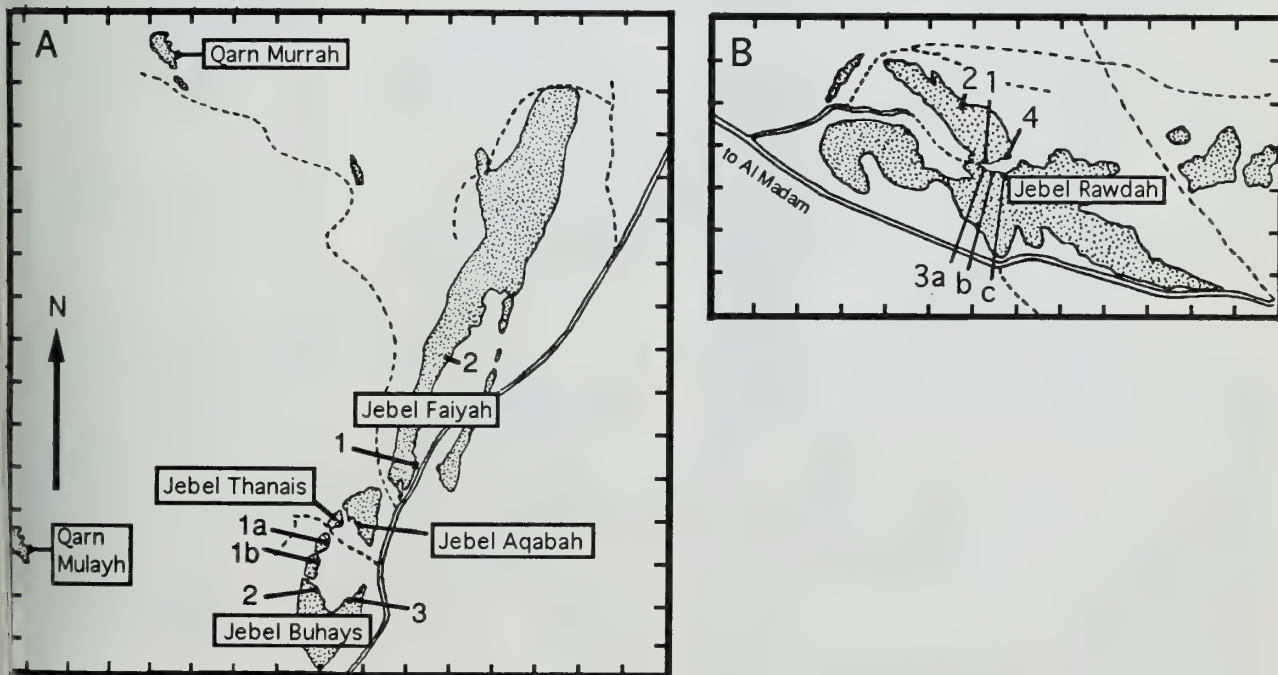 A
Qarn Murrah
N
2
Jebel Faiyah
1
Jebel Thanais
1a
Jebel Aqabah
1b
Qarn
Mulayh
2
3
Jebel Buhays
B
2
1
4
to Al Madam
Jebel Rawdah
3a
b
c